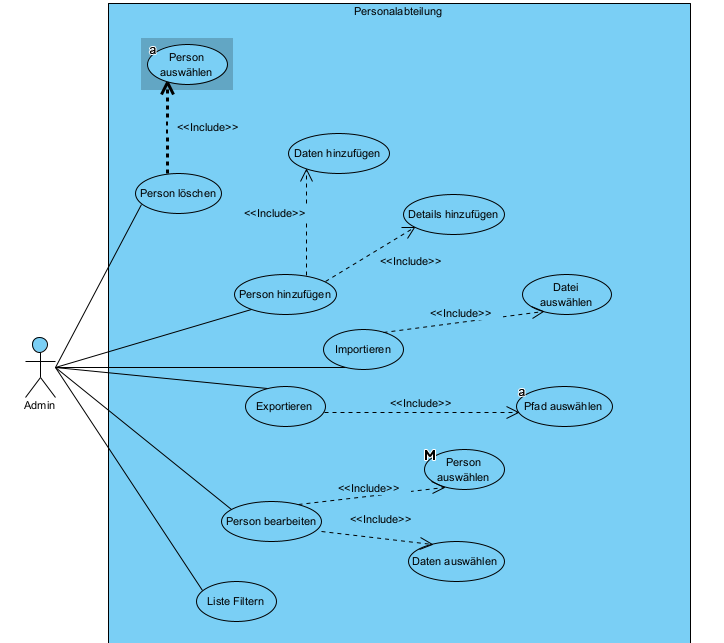 Personalabteilung
a
Person
auswählen
<<Include>>
Daten hinzufügen
Person löschen
<<Include>>
Details hinzufügen
<<Include>>
Person hinzufügen
Datei
auswählen
<<Include>>
Importieren
Admin
Exportieren
<<Include>>
a
Pfad auswählen
M
Person
auswählen
<<Include>>
Person bearbeiten
<<Include>>
Daten auswählen
Liste Filtern